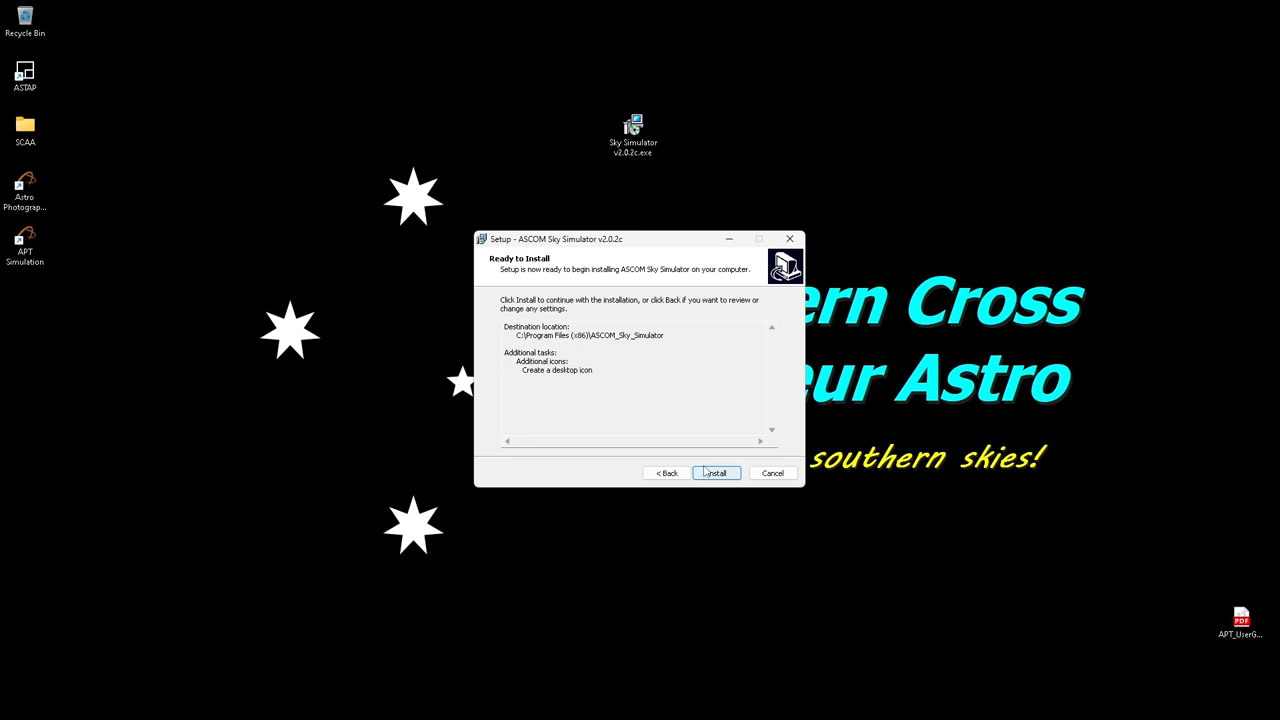 Recycle Bin
ASTAP
SCAA
Astro
Photograp...
APT
Simulation
Sky Simulator
v2.0.2c.exe
Setup - ASCOM Sky Simulator v2.0.2c
Ready to Install
Setup is now ready to begin installing ASCOM Sky Simulator on your computer.
Click Install to continue with the installation, or click Back if you want to review or
change any settings.
Destination location:
C:\Program Files (x86)\ASCOM_Sky_Simulator
Additional tasks:
Additional icons:
Create a desktop icon
< Back
Install
Cancel
ern Cross
eur Astro
southern skies!
PDF
APT_UserG...